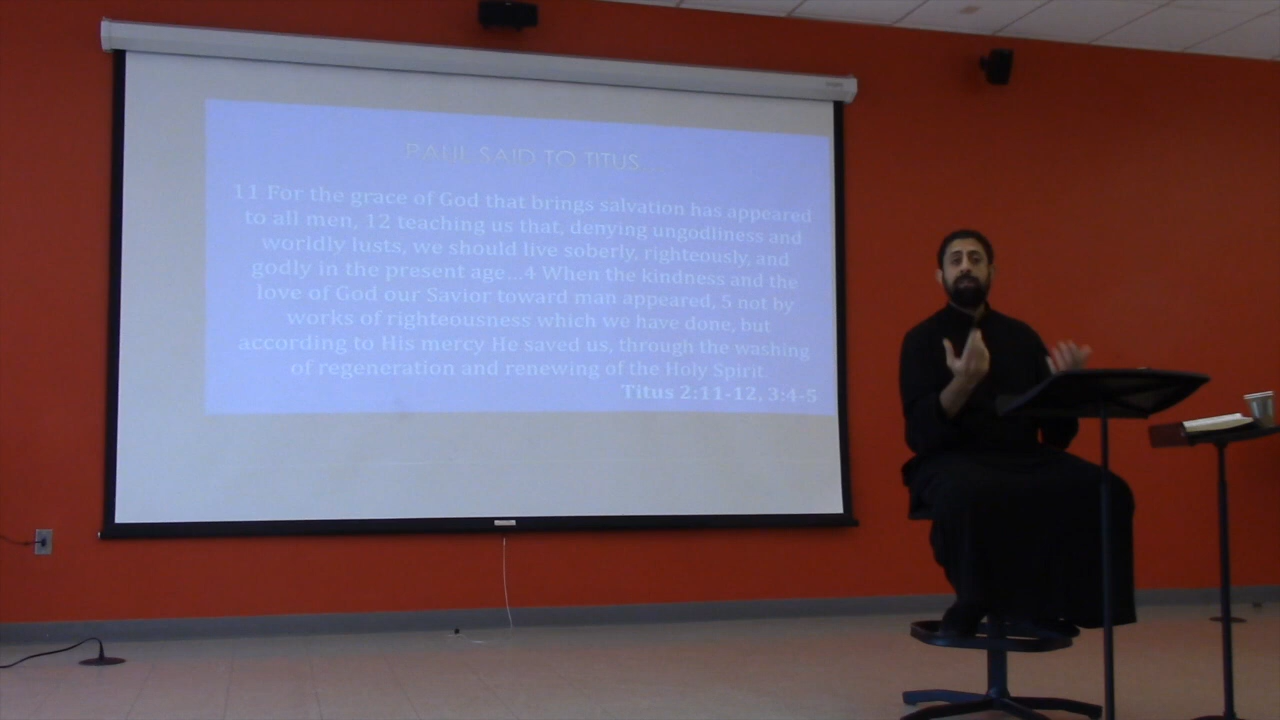 PAUL SAID TO TITUS...
11 For the grace of God that brings salvation has appeared
to all men, 12 teaching us that, denying ungodliness and
worldly lusts, we should live soberly, righteously, and
godly in the present age...4 When the kindness and the
love of God our Savior toward man appeared, 5 not by
works of righteousness which we have done, but
according to His mercy He saved us, through the washing
of regeneration and renewing of the Holy Spirit.
Titus 2:11-12, 3:4-5